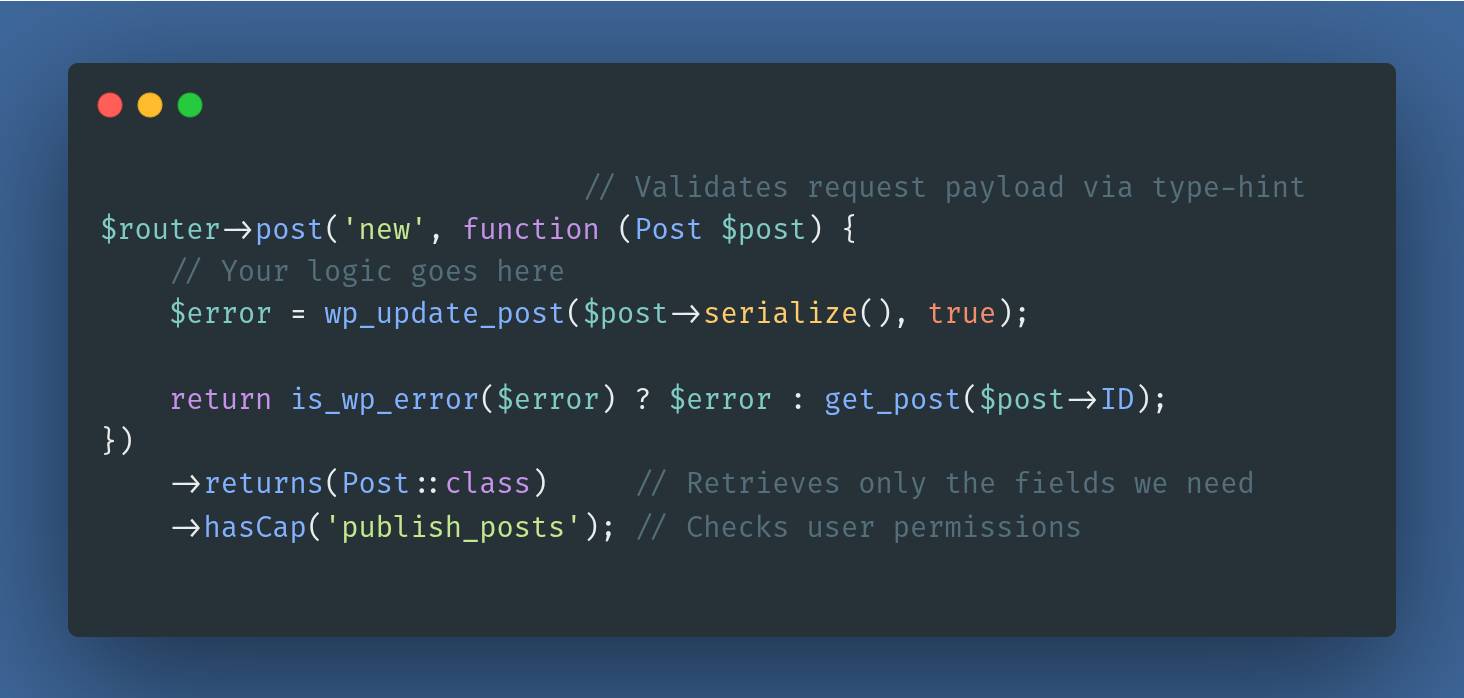 // Validates request payload via type-hint
$router->post('new', function (Post $post) {
// Your logic goes here
$error = wp_update_post($post->serialize(), true);
return is_wp_error($error) ? $error : get_post($post->ID);
})
->returns(Post::class) // Retrieves only the fields we need
->hasCap('publish_posts'); // Checks user permissions